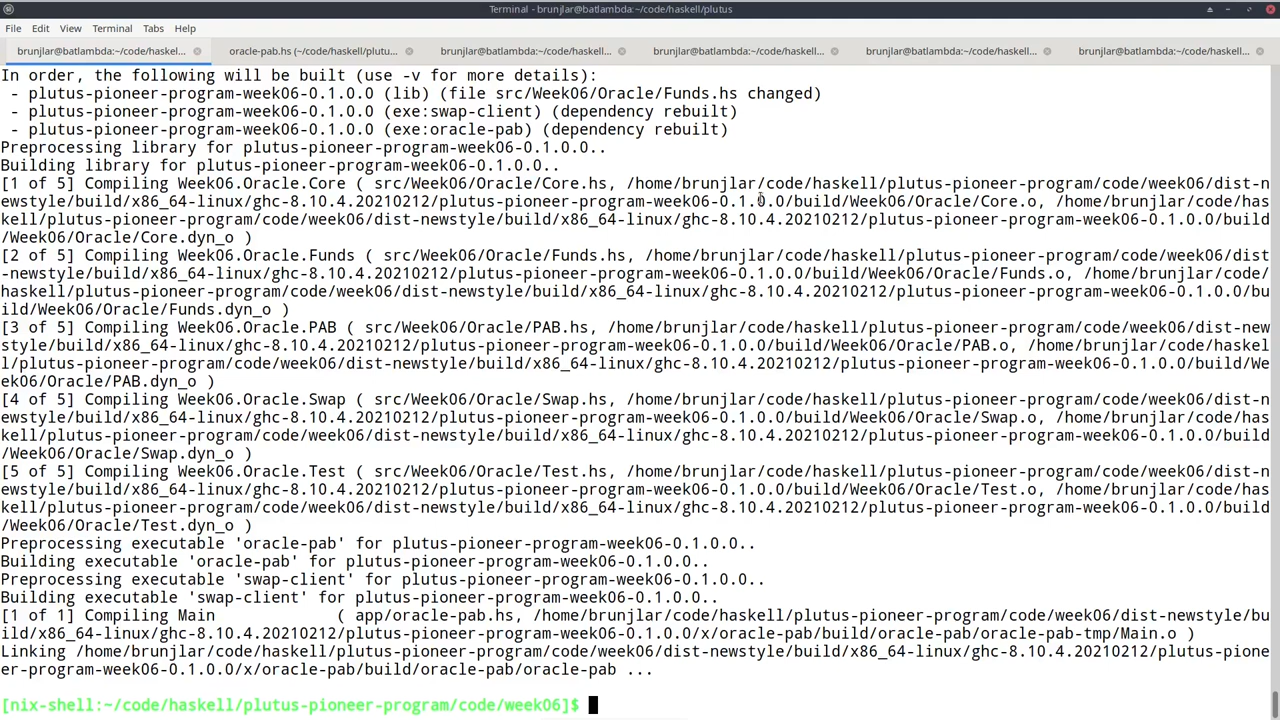 Terminal - brunjlar@batlambda:~/code/haskell/plutus
File Edit View Terminal Tabs Help
brunjlar@batlambda:~/code/haskel... oracle-pab.hs (~/code/haskell/plutu... brunjlar@batlambda:~/code/haskell... brunjlar@batlambda:~/code/haskell... brunjlar@batlambda:~/code/haskell... brunjlar@batlambda:~/code/haskell...
In order, the following will be built (use -v for more details):
 - plutus-pioneer-program-week06-0.1.0.0 (lib) (file src/Week06/Oracle/Funds.hs changed)
 - plutus-pioneer-program-week06-0.1.0.0 (exe:swap-client) (dependency rebuilt)
 - plutus-pioneer-program-week06-0.1.0.0 (exe:oracle-pab) (dependency rebuilt)
Preprocessing library for plutus-pioneer-program-week06-0.1.0.0..
Building library for plutus-pioneer-program-week06-0.1.0.0..
[1 of 5] Compiling Week06.Oracle.Core ( src/Week06/Oracle/Core.hs, /home/brunjlar/code/haskell/plutus-pioneer-program/code/week06/dist-n
ewstyle/build/x86_64-linux/ghc-8.10.4.20210212/plutus-pioneer-program-week06-0.1.0.0/build/Week06/Oracle/Core.o, /home/brunjlar/code/has
kell/plutus-pioneer-program/code/week06/dist-newstyle/build/x86_64-linux/ghc-8.10.4.20210212/plutus-pioneer-program-week06-0.1.0.0/build
/Week06/Oracle/Core.dyn_o )
[2 of 5] Compiling Week06.Oracle.Funds ( src/Week06/Oracle/Funds.hs, /home/brunjlar/code/haskell/plutus-pioneer-program/code/week06/dist
-newstyle/build/x86_64-linux/ghc-8.10.4.20210212/plutus-pioneer-program-week06-0.1.0.0/build/Week06/Oracle/Funds.o, /home/brunjlar/code/
haskell/plutus-pioneer-program/code/week06/dist-newstyle/build/x86_64-linux/ghc-8.10.4.20210212/plutus-pioneer-program-week06-0.1.0.0/bu
ild/Week06/Oracle/Funds.dyn_o )
[3 of 5] Compiling Week06.Oracle.PAB ( src/Week06/Oracle/PAB.hs, /home/brunjlar/code/haskell/plutus-pioneer-program/code/week06/dist-new
style/build/x86_64-linux/ghc-8.10.4.20210212/plutus-pioneer-program-week06-0.1.0.0/build/Week06/Oracle/PAB.o, /home/brunjlar/code/haskel
l/plutus-pioneer-program/code/week06/dist-newstyle/build/x86_64-linux/ghc-8.10.4.20210212/plutus-pioneer-program-week06-0.1.0.0/build/We
ek06/Oracle/PAB.dyn_o )
[4 of 5] Compiling Week06.Oracle.Swap ( src/Week06/Oracle/Swap.hs, /home/brunjlar/code/haskell/plutus-pioneer-program/code/week06/dist-n
ewstyle/build/x86_64-linux/ghc-8.10.4.20210212/plutus-pioneer-program-week06-0.1.0.0/build/Week06/Oracle/Swap.o, /home/brunjlar/code/has
kell/plutus-pioneer-program/code/week06/dist-newstyle/build/x86_64-linux/ghc-8.10.4.20210212/plutus-pioneer-program-week06-0.1.0.0/build
/Week06/Oracle/Swap.dyn_o )
[5 of 5] Compiling Week06.Oracle.Test ( src/Week06/Oracle/Test.hs, /home/brunjlar/code/haskell/plutus-pioneer-program/code/week06/dist-n
ewstyle/build/x86_64-linux/ghc-8.10.4.20210212/plutus-pioneer-program-week06-0.1.0.0/build/Week06/Oracle/Test.o, /home/brunjlar/code/has
kell/plutus-pioneer-program/code/week06/dist-newstyle/build/x86_64-linux/ghc-8.10.4.20210212/plutus-pioneer-program-week06-0.1.0.0/build
/Week06/Oracle/Test.dyn_o )
Preprocessing executable 'oracle-pab' for plutus-pioneer-program-week06-0.1.0.0..
Building executable 'oracle-pab' for plutus-pioneer-program-week06-0.1.0.0..
Preprocessing executable 'swap-client' for plutus-pioneer-program-week06-0.1.0.0..
Building executable 'swap-client' for plutus-pioneer-program-week06-0.1.0.0..
[1 of 1] Compiling Main             ( app/oracle-pab.hs, /home/brunjlar/code/haskell/plutus-pioneer-program/code/week06/dist-newstyle/bu
ild/x86_64-linux/ghc-8.10.4.20210212/plutus-pioneer-program-week06-0.1.0.0/x/oracle-pab/build/oracle-pab/oracle-pab-tmp/Main.o )
Linking /home/brunjlar/code/haskell/plutus-pioneer-program/code/week06/dist-newstyle/build/x86_64-linux/ghc-8.10.4.20210212/plutus-pione
er-program-week06-0.1.0.0/x/oracle-pab/build/oracle-pab/oracle-pab ...
[nix-shell:~/code/haskell/plutus-pioneer-program/code/week06]$